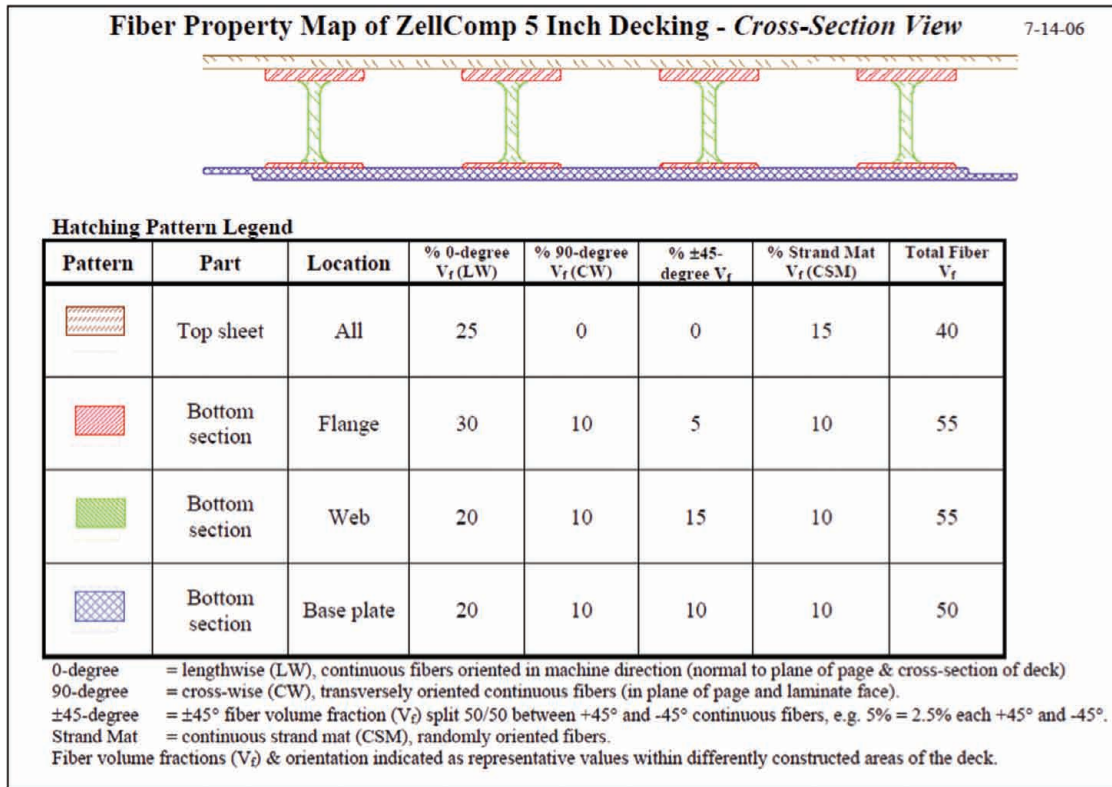 Fiber Property Map of ZellComp 5 Inch Decking - Cross-Section View 7-14-06
Hatching Pattern Legend
Pattern Part Location % 0-degree Vf (LW) % 90-degree Vf (CW) % ±45-degree Vf % Strand Mat Vf (CSM) Total Fiber Vf
Top sheet All 25 0 0 15 40
Bottom section Flange 30 10 5 10 55
Bottom section Web 20 10 15 10 55
Bottom section Base plate 20 10 10 10 50
0-degree = lengthwise (LW), continuous fibers oriented in machine direction (normal to plane of page & cross-section of deck)
90-degree = cross-wise (CW), transversely oriented continuous fibers (in plane of page and laminate face).
±45-degree = ±45° fiber volume fraction (Vf) split 50/50 between +45° and -45° continuous fibers, e.g. 5% = 2.5% each +45° and -45°.
Strand Mat = continuous strand mat (CSM), randomly oriented fibers.
Fiber volume fractions (Vf) & orientation indicated as representative values within differently constructed areas of the deck.